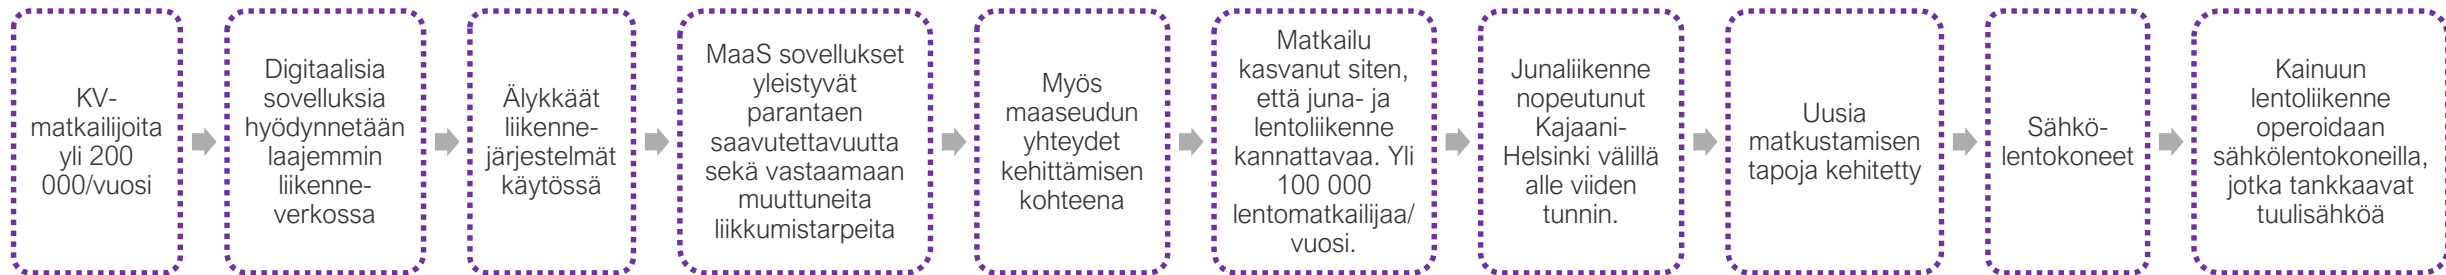 KV-
matkailijoita
yli 200
000/vuosi
Digitaalisia
sovelluksia
hyödynnetään
laajemmin
liikenne-
verkossa
Älykkäät
liikenne-
järjestelmät
käytössä
MaaS sovellukset
yleistyvät
parantaen
saavutettavuutta
sekä vastaamaan
muuttuneita
liikkumistarpeita
Myös
maaseudun
yhteydet
kehittämisen
kohteena
Matkailu
kasvanut siten,
että juna- ja
lentoliikenne
kannattavaa. Yli
100 000
lentomatkailijaa/
vuosi.
Junaliikenne
nopeutunut
Kajaani-
Helsinki välillä
alle viiden
tunnin.
Uusia
matkustamisen
tapoja kehitetty
Sähkö-
lentokoneet
Kainuun
lentoliikenne
operoidaan
sähkölentokoneilla,
jotka tankkaavat
tuulisähköä